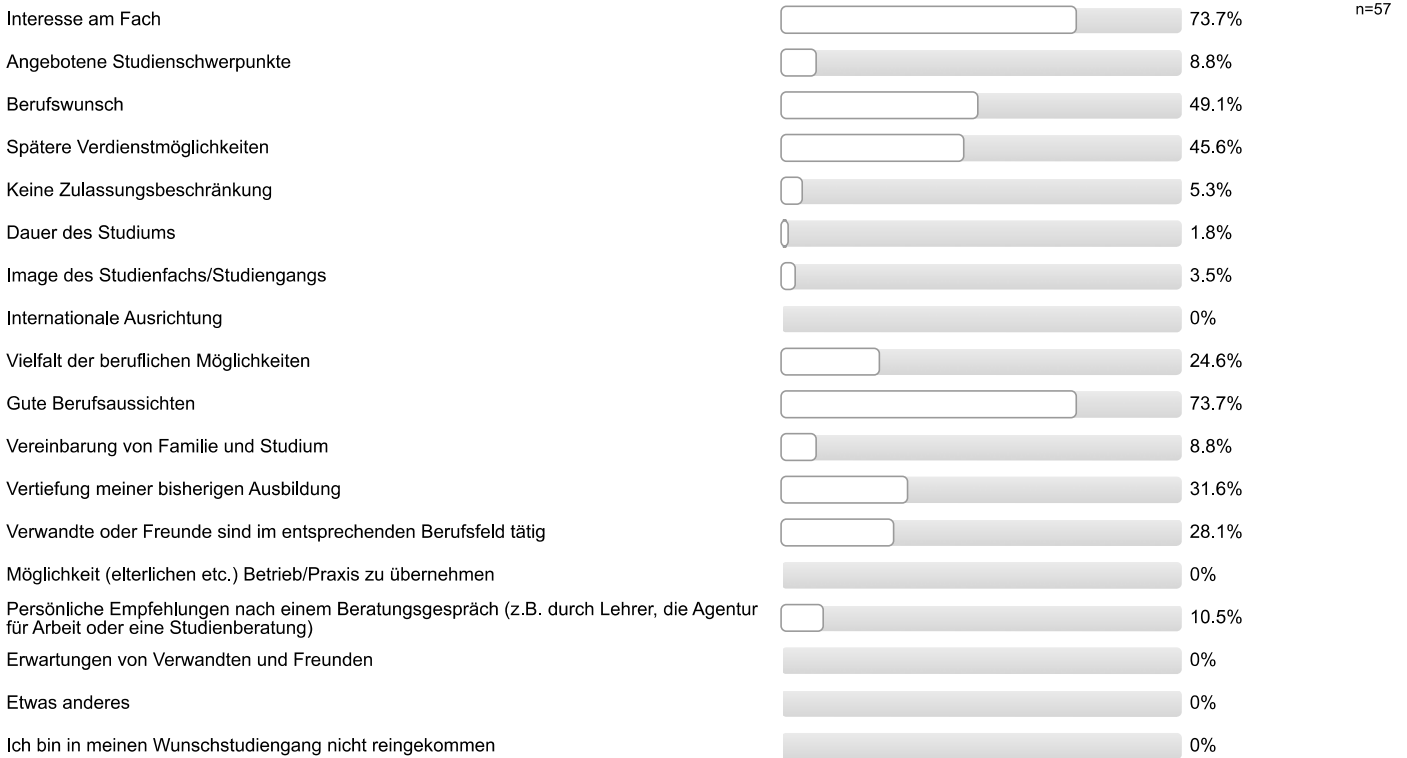 Interesse am Fach 73.7% n=57
Angebotene Studienschwerpunkte 8.8%
Berufswunsch 49.1%
Spätere Verdienstmöglichkeiten 45.6%
Keine Zulassungsbeschränkung 5.3%
Dauer des Studiums 1.8%
Image des Studienfachs/Studiengangs 3.5%
Internationale Ausrichtung 0%
Vielfalt der beruflichen Möglichkeiten 24.6%
Gute Berufsaussichten 73.7%
Vereinbarung von Familie und Studium 8.8%
Vertiefung meiner bisherigen Ausbildung 31.6%
Verwandte oder Freunde sind im entsprechenden Berufsfeld tätig 28.1%
Möglichkeit (elterlichen etc.) Betrieb/Praxis zu übernehmen 0%
Persönliche Empfehlungen nach einem Beratungsgespräch (z.B. durch Lehrer, die Agentur
für Arbeit oder eine Studienberatung) 10.5%
Erwartungen von Verwandten und Freunden 0%
Etwas anderes 0%
Ich bin in meinen Wunschstudiengang nicht reingekommen 0%